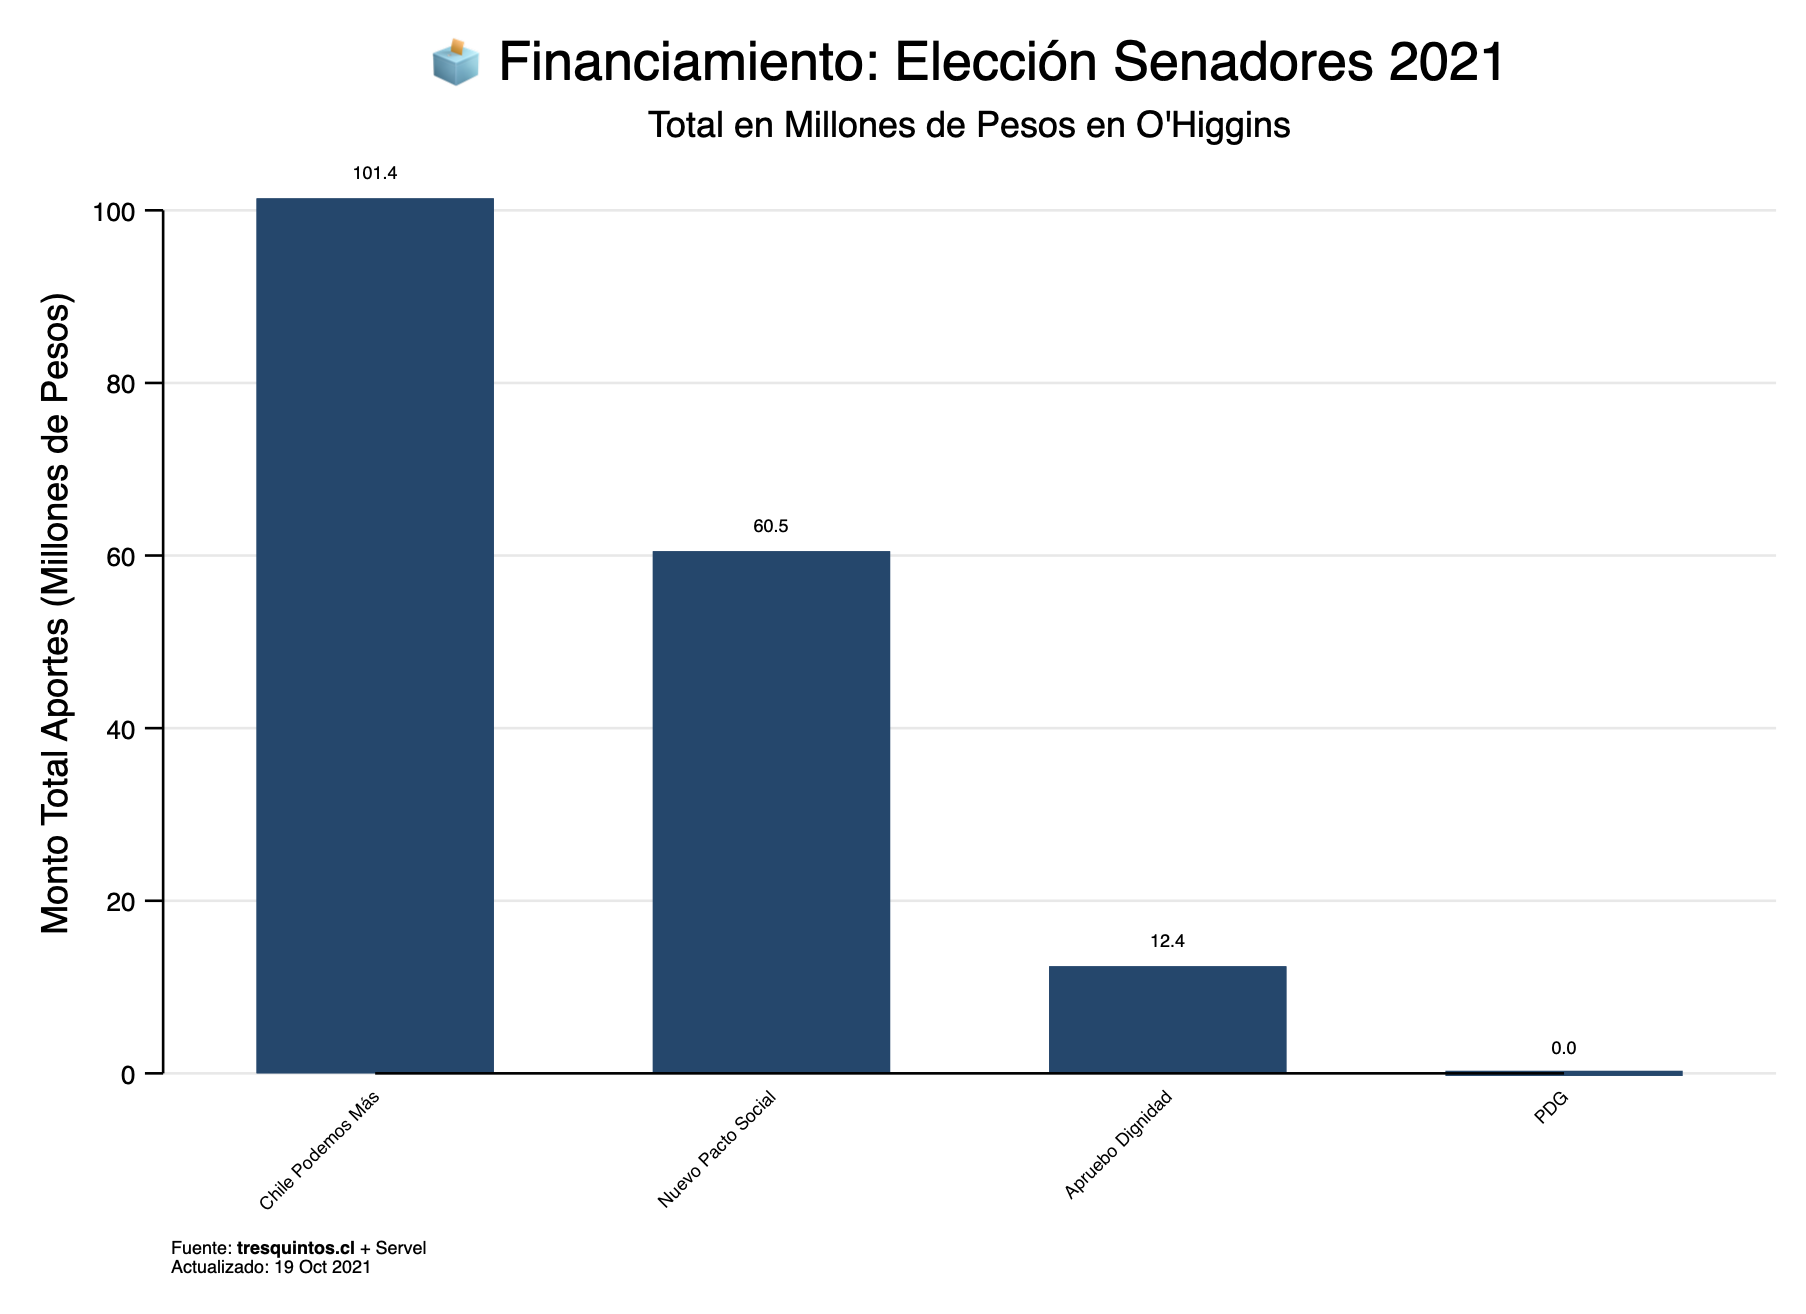 Financiamiento: Elección Senadores 2021
Total en Millones de Pesos en O'Higgins
Monto Total Aportes (Millones de Pesos)
100
80
60
40
20
0
101.4
60.5
12.4
0.0
Chile Podemos Más
Nuevo Pacto Social
Apruebo Dignidad
PDG
Fuente: tresquintos.cl + Servel
Actualizado: 19 Oct 2021